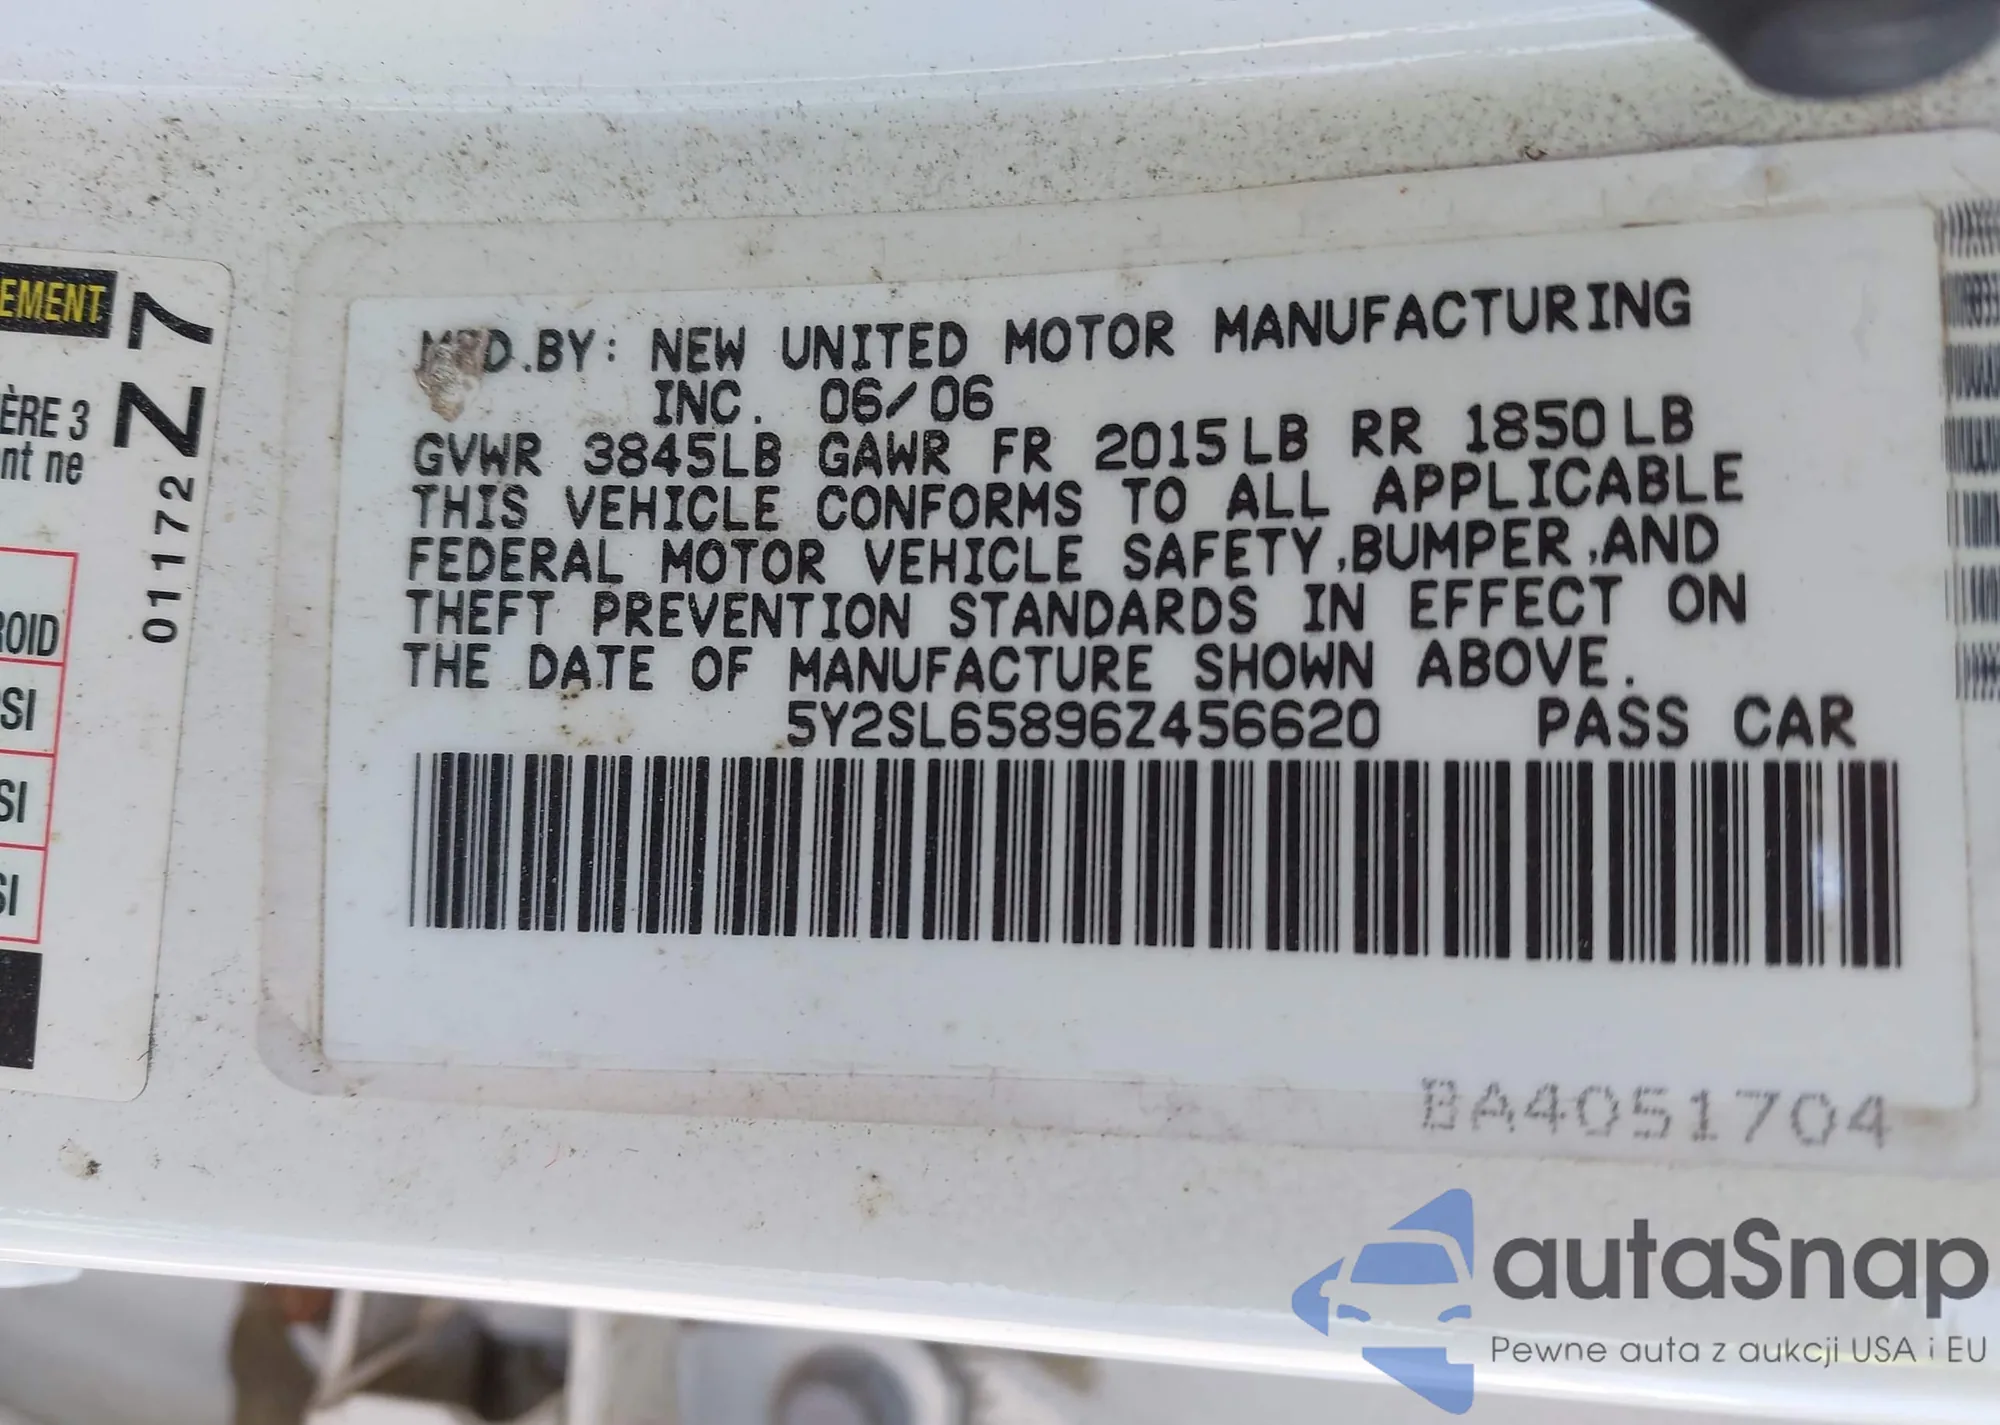 EMENT
ÈRE 3
nt ne
ROID
SI
SI
SI
Z7
01172
MFD.BY: NEW UNITED MOTOR MANUFACTURING
INC. 06/06
GVWR 3845LB GAWR FR 2015LB RR 1850LB
THIS VEHICLE CONFORMS TO ALL APPLICABLE
FEDERAL MOTOR VEHICLE SAFETY,BUMPER,AND
THEFT PREVENTION STANDARDS IN EFFECT ON
THE DATE OF MANUFACTURE SHOWN ABOVE.
5Y2SL65896Z456620 PASS CAR
BA4051704
autaSnap
Pewne auta z aukcji USA i EU